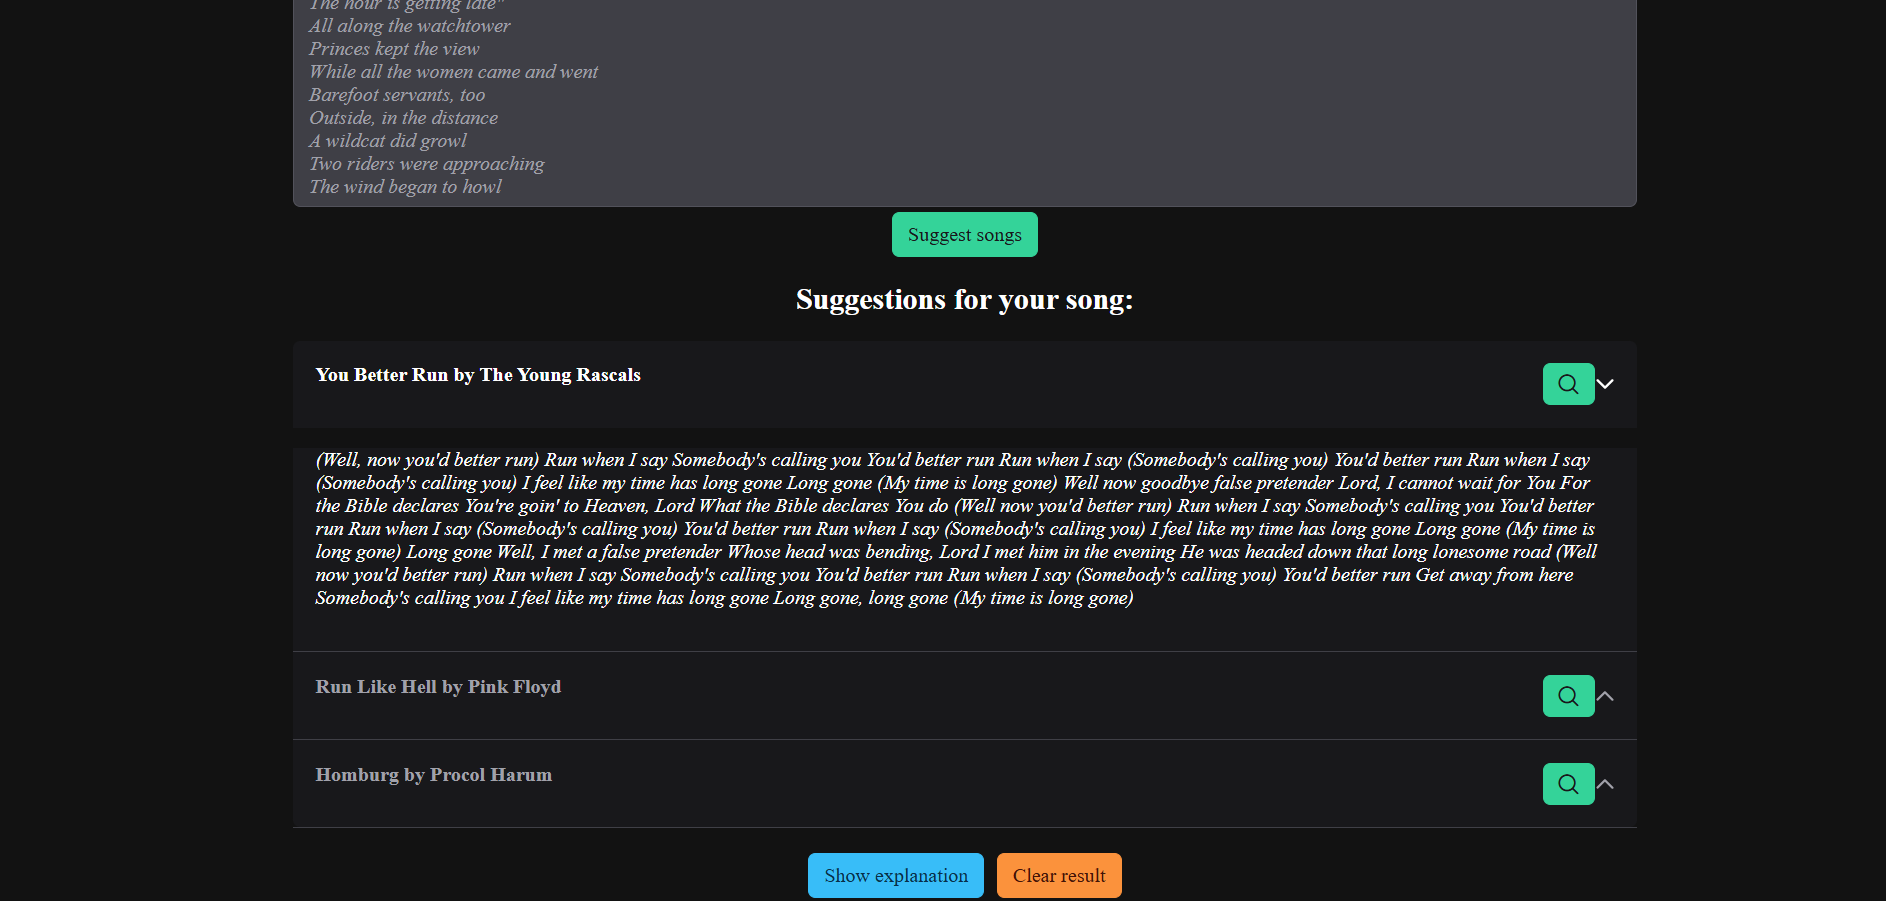 The hour is getting late"
All along the watchtower
Princes kept the view
While all the women came and went
Barefoot servants, too
Outside, in the distance
A wildcat did growl
Two riders were approaching
The wind began to howl
Suggest songs
Suggestions for your song:
You Better Run by The Young Rascals
(Well, now you'd better run) Run when I say Somebody's calling you You'd better run Run when I say (Somebody's calling you) You'd better run Run when I say
(Somebody's calling you) I feel like my time has long gone Long gone (My time is long gone) Well now goodbye false pretender Lord, I cannot wait for You For
the Bible declares You're goin' to Heaven, Lord What the Bible declares You do (Well now you'd better run) Run when I say Somebody's calling you You'd better
run Run when I say (Somebody's calling you) You'd better run Run when I say (Somebody's calling you) I feel like my time has long gone Long gone (My time is
long gone) Long gone Well, I met a false pretender Whose head was bending, Lord I met him in the evening He was headed down that long lonesome road (Well
now you'd better run) Run when I say Somebody's calling you You'd better run Run when I say (Somebody's calling you) You'd better run Get away from here
Somebody's calling you I feel like my time has long gone Long gone, long gone (My time is long gone)
Run Like Hell by Pink Floyd
Homburg by Procol Harum
Show explanation
Clear result